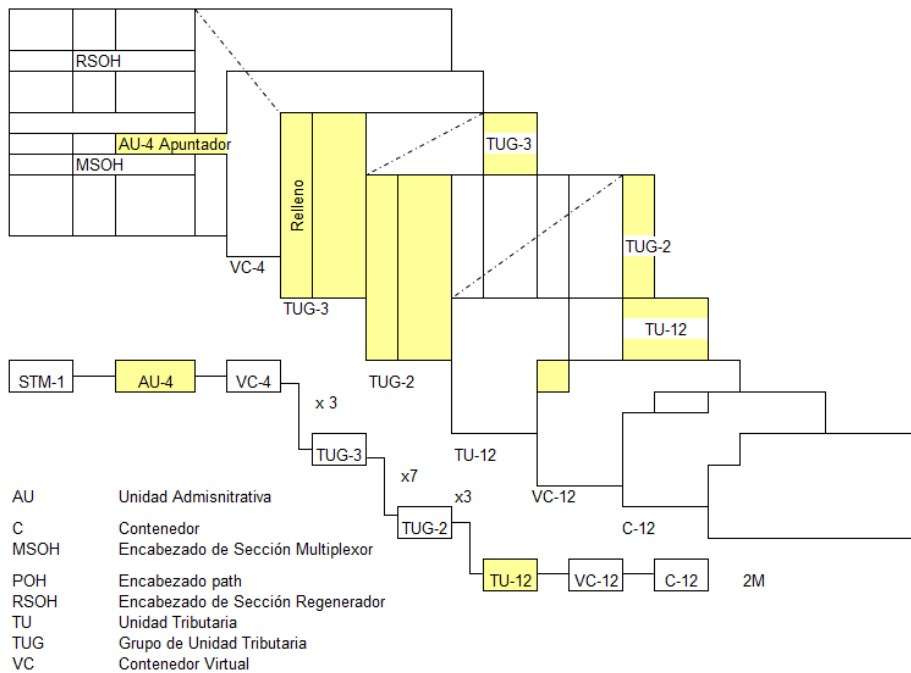 RSOH
AU-4 Apuntador
MSOH
TUG-3
Relleno
TUG-2
VC-4
TUG-3
TU-12
STM-1
AU-4
VC-4
TUG-2
x 3
TUG-3
TU-12
x7
x3
VC-12
TUG-2
C-12
TU-12
VC-12
C-12
2M
AU Unidad Admisnitrativa
C Contenedor
MSOH Encabezado de Sección Multiplexor
POH Encabezado path
RSOH Encabezado de Sección Regenerador
TU Unidad Tributaria
TUG Grupo de Unidad Tributaria
VC Contenedor Virtual